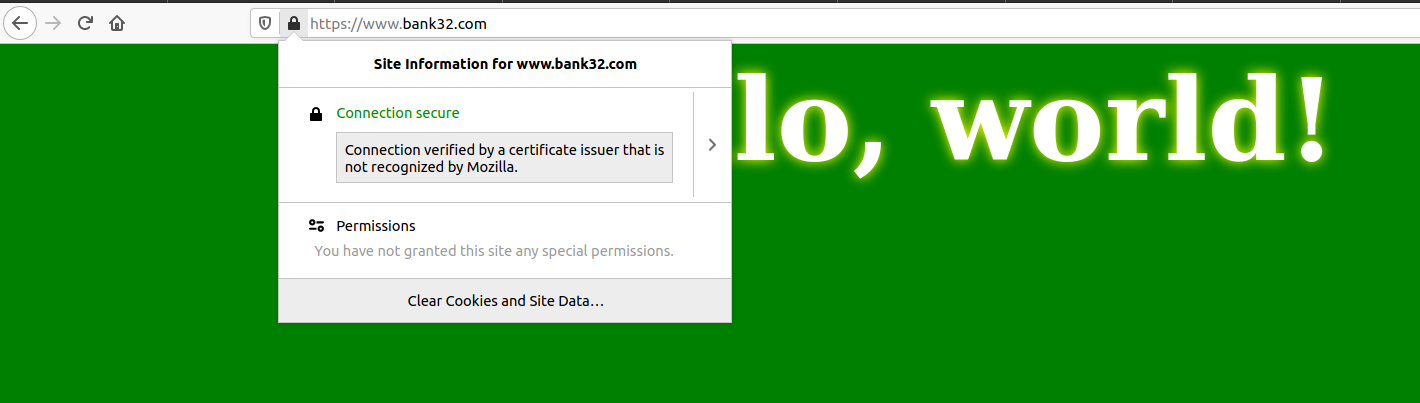 https://www.bank32.com
Site Information for www.bank32.com
lo, world!
Connection secure
Connection verified by a certificate issuer that is
not recognized by Mozilla.
Permissions
You have not granted this site any special permissions.
Clear Cookies and Site Data…